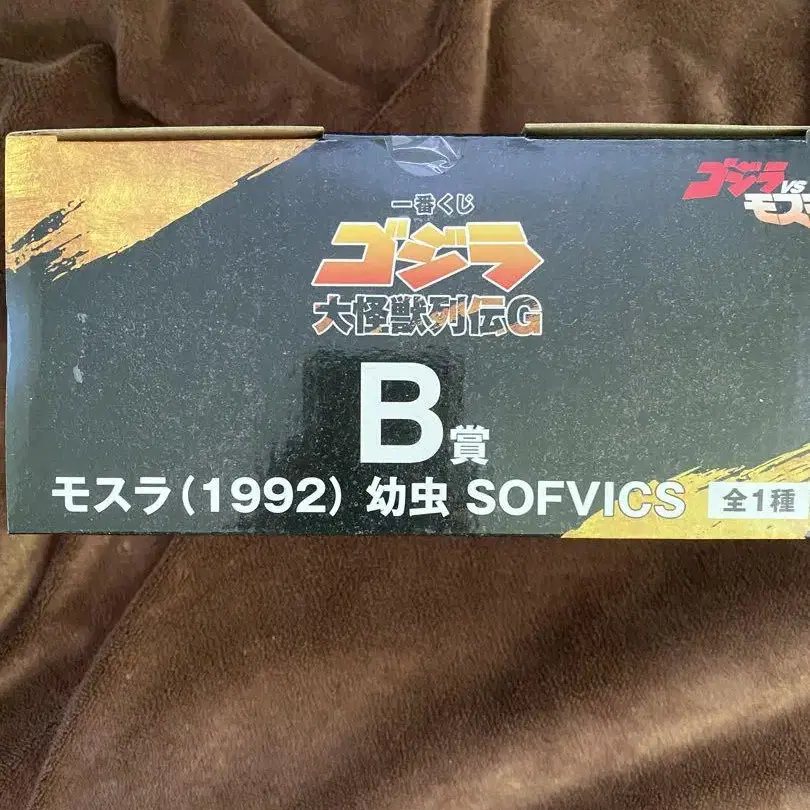 一番くじ
ゴジラ
VS
モスラ
ゴジラ
大怪獣列伝G
B賞
モスラ(1992) 幼虫 SOFVICS 全1種